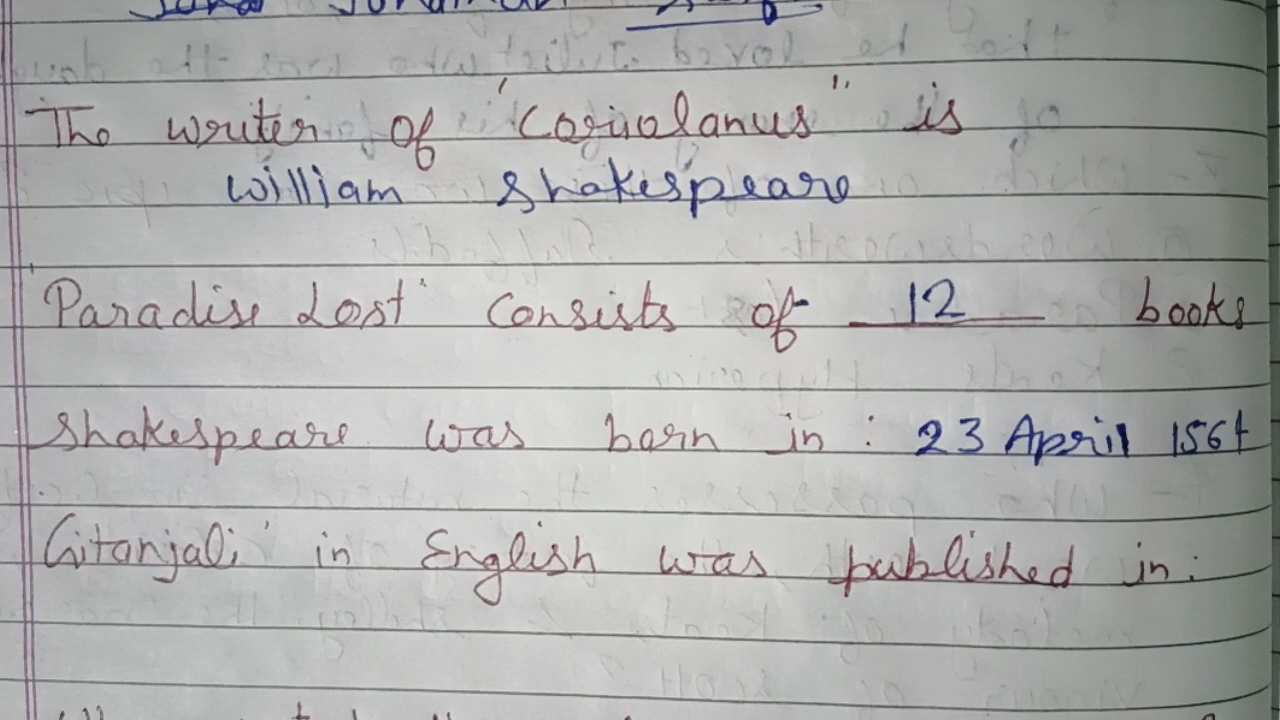 The writer of 'Coriolanus" is
William Shakespeare
Paradise Lost' consists of 12 books
Shakespeare was born in : 23 April 1564
Gitanjali' in English was published in :